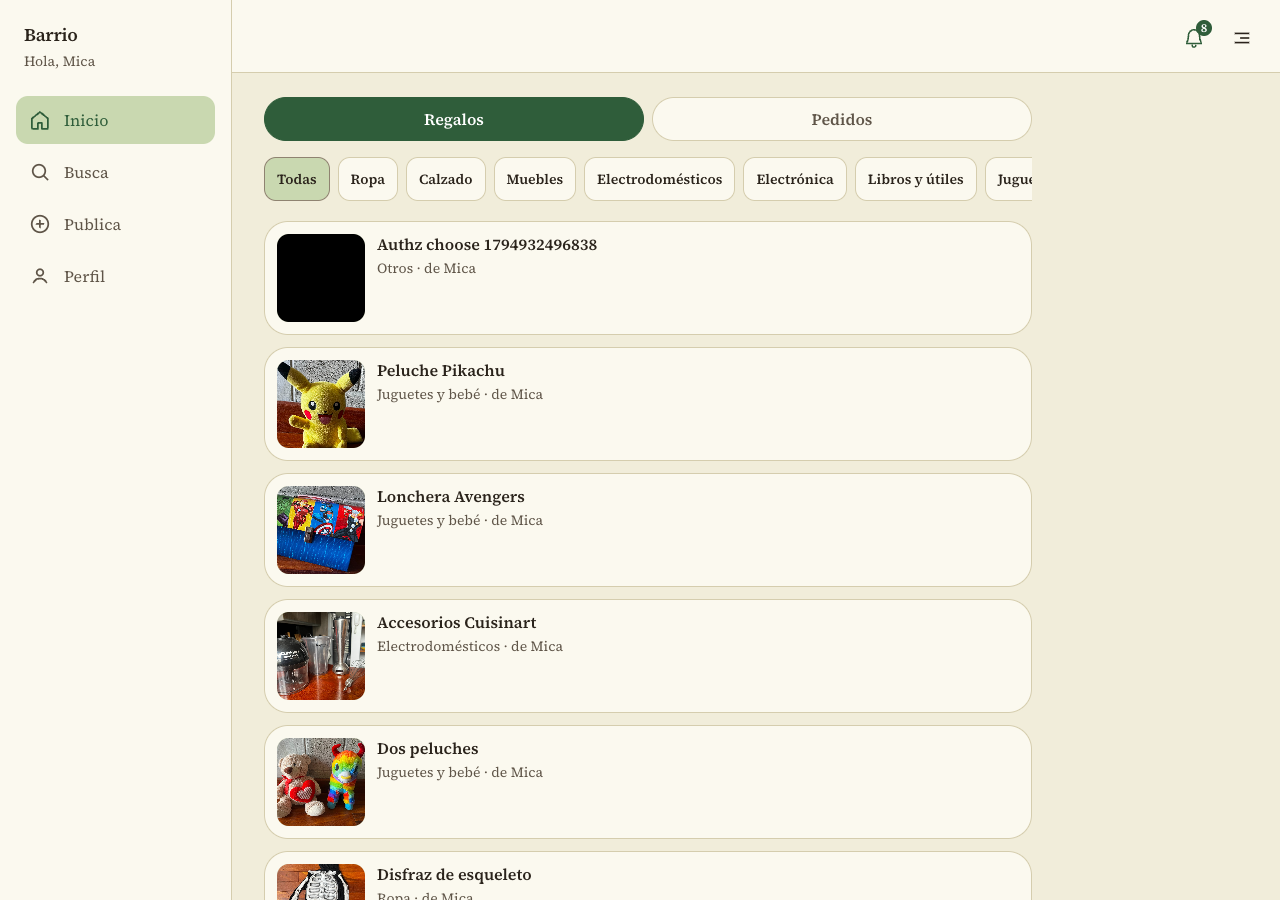 Barrio
Hola, Mica
Inicio
Busca
Publica
Perfil
8
Regalos
Pedidos
Todas
Ropa
Calzado
Muebles
Electrodomésticos
Electrónica
Libros y útiles
Jugue
Authz choose 1794932496838
Otros · de Mica
Peluche Pikachu
Juguetes y bebé · de Mica
Lonchera Avengers
Juguetes y bebé · de Mica
Accesorios Cuisinart
Electrodomésticos · de Mica
Dos peluches
Juguetes y bebé · de Mica
Disfraz de esqueleto
Ropa · de Mica